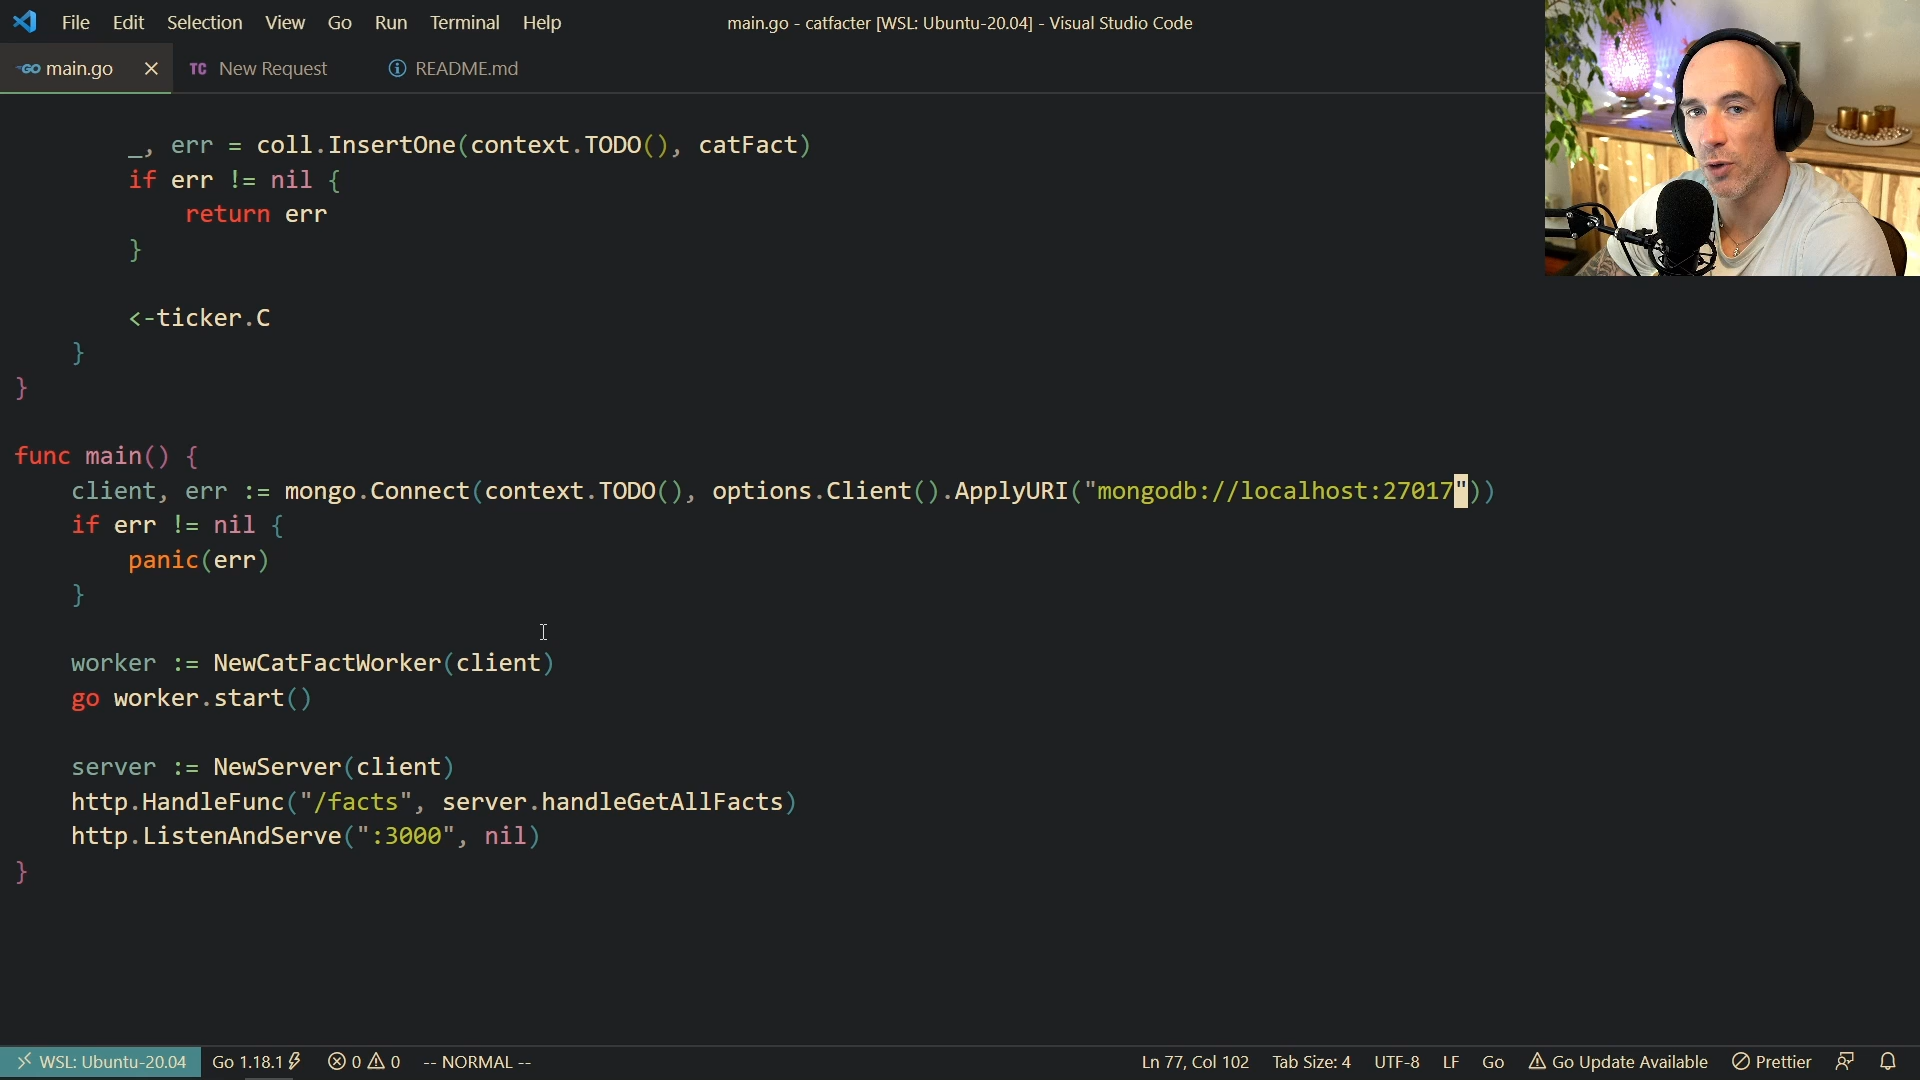 File Edit Selection View Go Run Terminal Help
main.go - catfacter [WSL: Ubuntu-20.04] - Visual Studio Code
GO main.go
TC New Request
README.md
_, err = coll.InsertOne(context.TODO(), catFact)
if err != nil {
return err
}
<-ticker.C
}
}
func main() {
client, err := mongo.Connect(context.TODO(), options.Client().ApplyURI("mongodb://localhost:27017"))
if err != nil {
panic(err)
}
worker := NewCatFactWorker(client)
go worker.start()
server := NewServer(client)
http.HandleFunc("/facts", server.handleGetAllFacts)
http.ListenAndServe(":3000", nil)
}
WSL: Ubuntu-20.04 Go 1.18.1 0 0 -- NORMAL -- Ln 77, Col 102 Tab Size: 4 UTF-8 LF Go Go Update Available Prettier